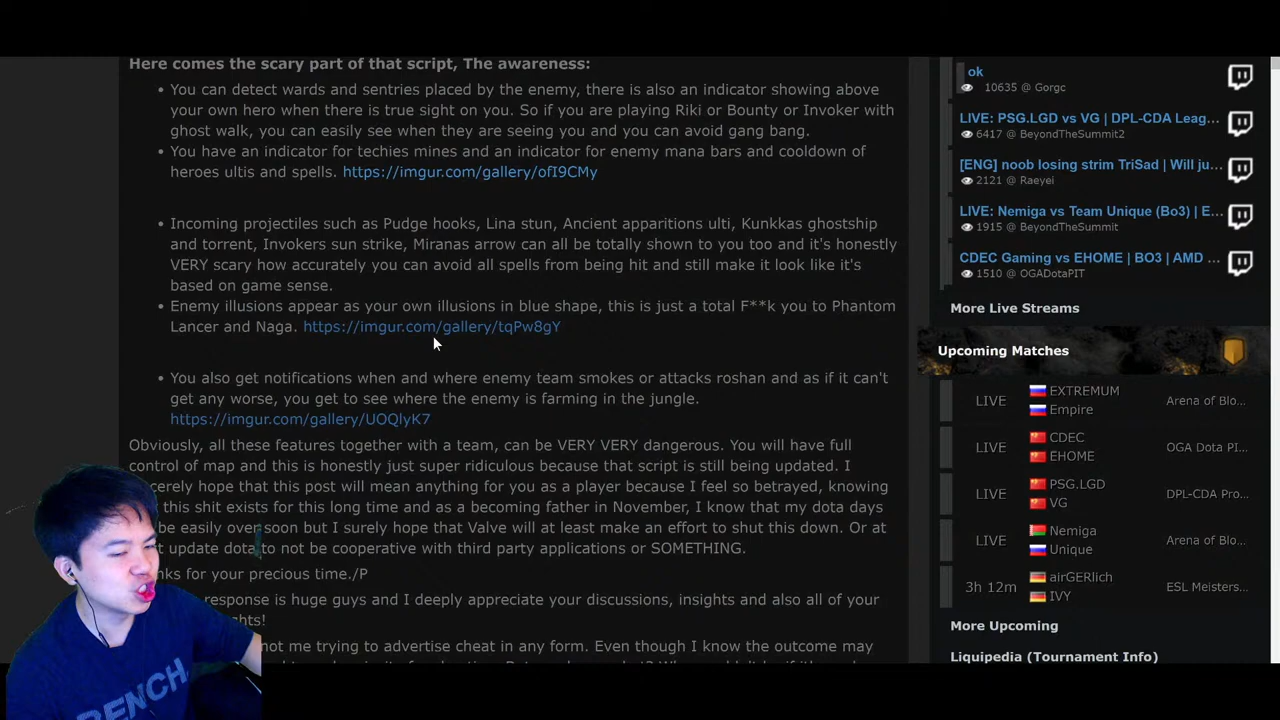 Here comes the scary part of that script, The awareness:
• You can detect wards and sentries placed by the enemy, there is also an indicator showing above
your own hero when there is true sight on you. So if you are playing Riki or Bounty or Invoker with
ghost walk, you can easily see when they are seeing you and you can avoid gang bang.
• You have an indicator for techies mines and an indicator for enemy mana bars and cooldown of
heroes ultis and spells. https://imgur.com/gallery/ofI9CMy
• Incoming projectiles such as Pudge hooks, Lina stun, Ancient apparitions ulti, Kunkkas ghostship
and torrent, Invokers sun strike, Miranas arrow can all be totally shown to you too and it's honestly
VERY scary how accurately you can avoid all spells from being hit and still make it look like it's
based on game sense.
• Enemy illusions appear as your own illusions in blue shape, this is just a total F**k you to Phantom
Lancer and Naga. https://imgur.com/gallery/tqPw8gY
• You also get notifications when and where enemy team smokes or attacks roshan and as if it can't
get any worse, you get to see where the enemy is farming in the jungle.
https://imgur.com/gallery/UOQlyK7
Obviously, all these features together with a team, can be VERY VERY dangerous. You will have full
control of map and this is honestly just super ridiculous because that script is still being updated. I
cerely hope that this post will mean anything for you as a player because I feel so betrayed, knowing
this shit exists for this long time and as a becoming father in November, I know that my dota days
be easily over soon but I surely hope that Valve will at least make an effort to shut this down. Or at
t update dota to not be cooperative with third party applications or SOMETHING.
nks for your precious time./P
response is huge guys and I deeply appreciate your discussions, insights and also all of your
ghts!
not me trying to advertise cheat in any form. Even though I know the outcome may
ok
10635 @ Gorgc
LIVE: PSG.LGD vs VG | DPL-CDA Leag...
6417 @ BeyondTheSummit2
[ENG] noob losing strim TriSad | Will ju...
2121 @ Raeyei
LIVE: Nemiga vs Team Unique (Bo3) | E...
1915 @ BeyondTheSummit
CDEC Gaming vs EHOME | BO3 | AMD ...
1510 @ OGADotaPIT
More Live Streams
Upcoming Matches
LIVE EXTREMUM Empire Arena of Blo...
LIVE CDEC EHOME OGA Dota PI...
LIVE PSG.LGD VG DPL-CDA Pro...
LIVE Nemiga Unique Arena of Blo...
3h 12m airGERlich IVY ESL Meisters...
More Upcoming
Liquipedia (Tournament Info)
RENCH